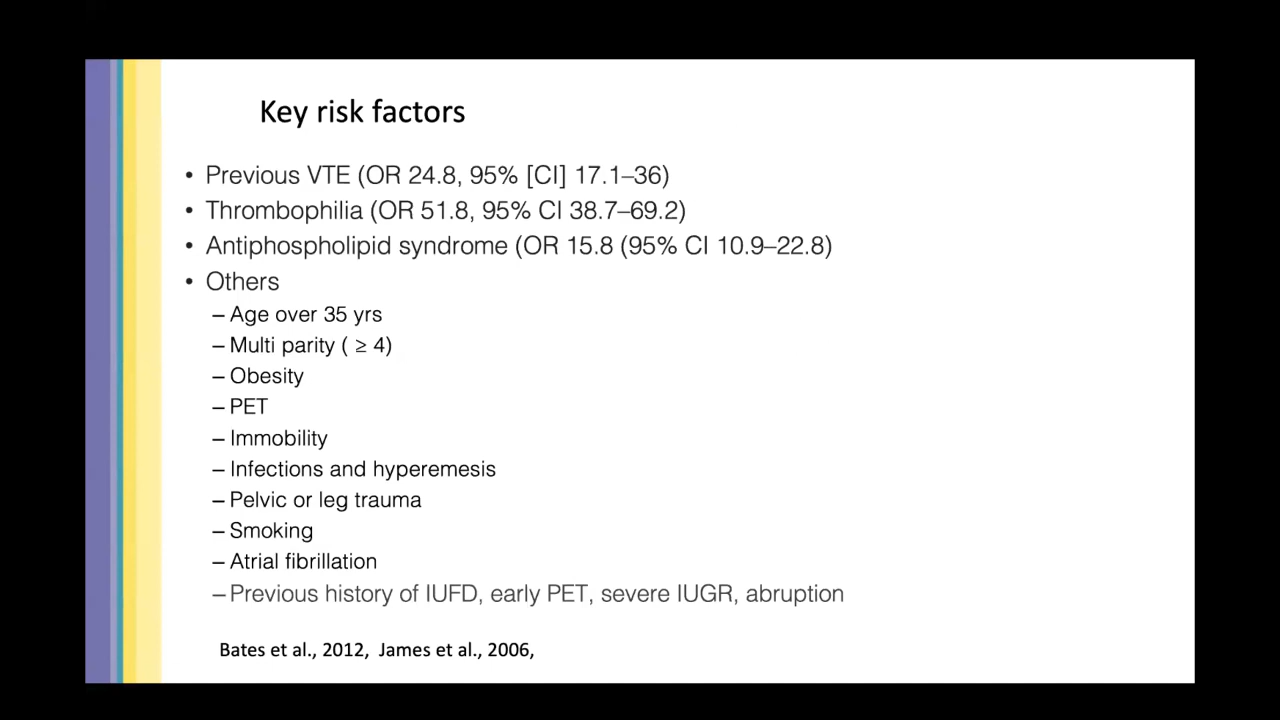 Key risk factors
• Previous VTE (OR 24.8, 95% [CI] 17.1–36)
• Thrombophilia (OR 51.8, 95% CI 38.7–69.2)
• Antiphospholipid syndrome (OR 15.8 (95% CI 10.9–22.8)
• Others
– Age over 35 yrs
– Multi parity ( ≥ 4)
– Obesity
– PET
– Immobility
– Infections and hyperemesis
– Pelvic or leg trauma
– Smoking
– Atrial fibrillation
– Previous history of IUFD, early PET, severe IUGR, abruption
Bates et al., 2012, James et al., 2006,